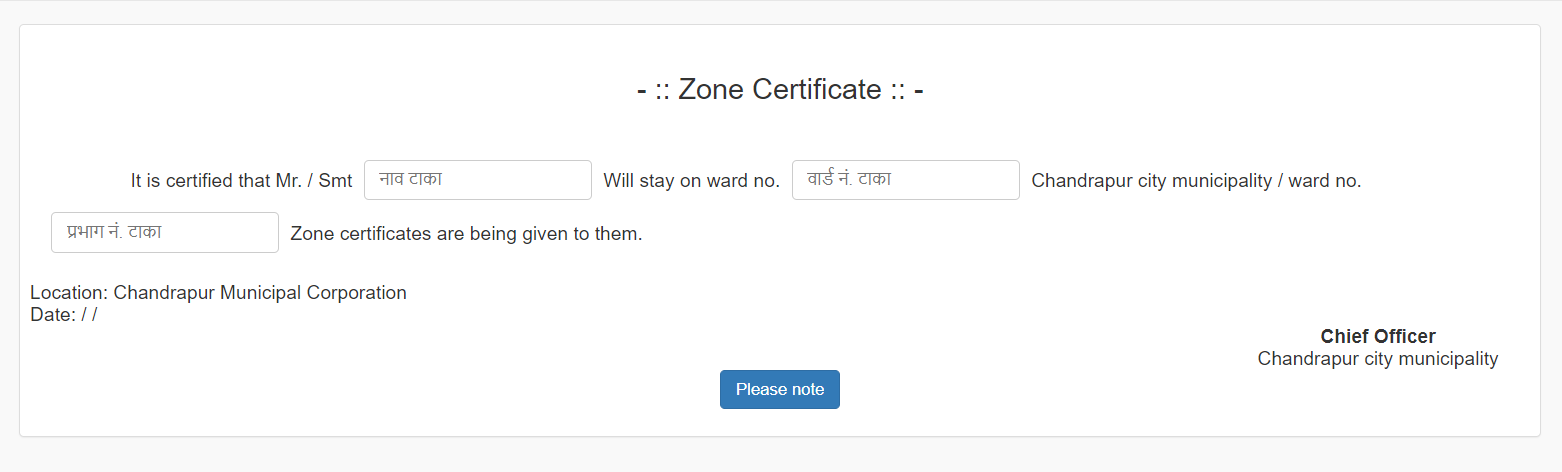 - :: Zone Certificate :: -
It is certified that Mr. / Smt नाव टाका Will stay on ward no. वार्ड नं. टाका Chandrapur city municipality / ward no.
प्रभाग नं. टाका Zone certificates are being given to them.
Location: Chandrapur Municipal Corporation
Date: / /
Chief Officer
Chandrapur city municipality
Please note